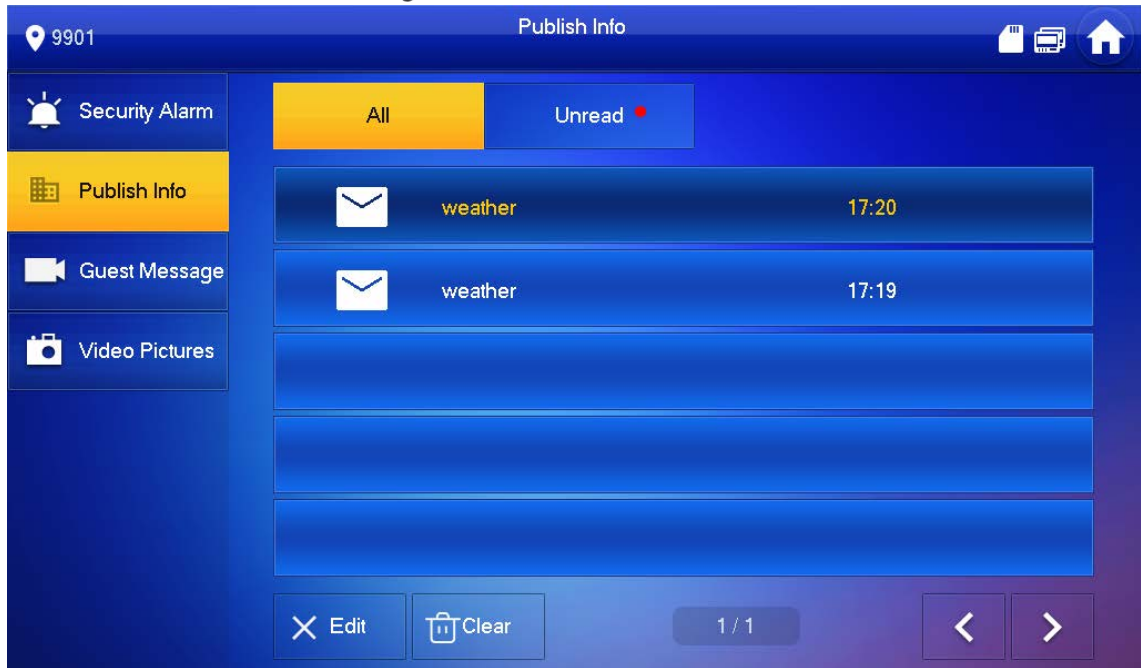 9901
Publish Info
Security Alarm
Publish Info
Guest Message
Video Pictures
All
Unread
weather 17:20
weather 17:19
Edit
Clear
1 / 1